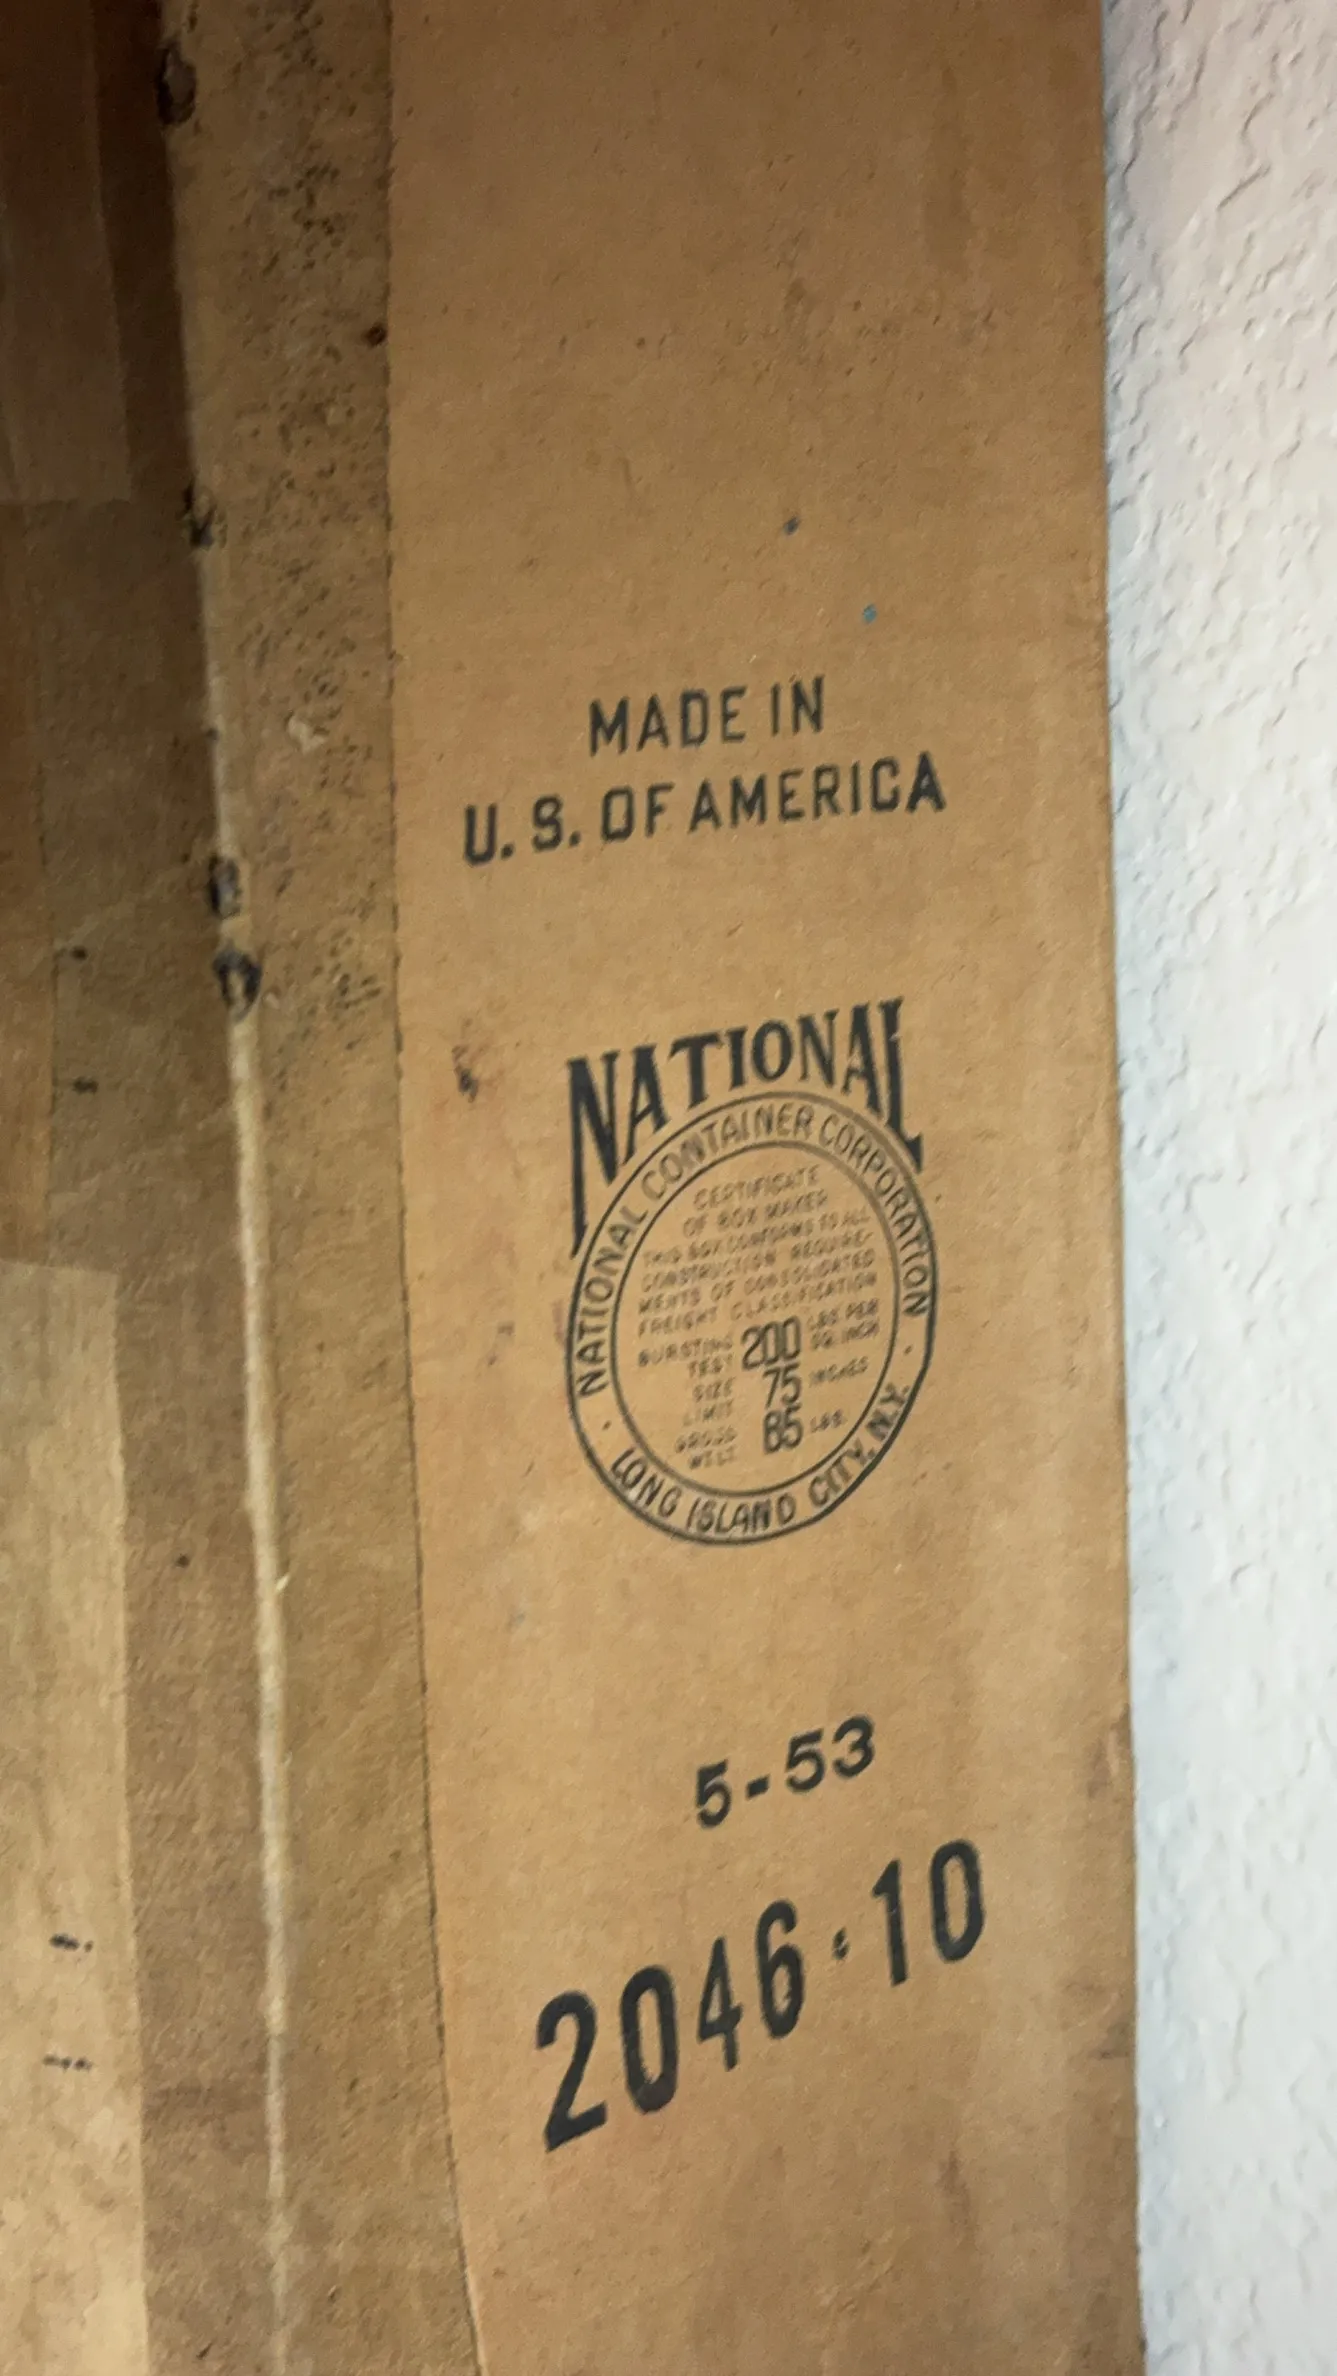 MADE IN
U. S. OF AMERICA
NATIONAL
NATIONAL CONTAINER CORPORATION
CERTIFICATE
OF BOX MAKER
THIS BOX CONFORMS TO ALL
CONSTRUCTION REQUIRE-
MENTS OF CONSOLIDATED
FREIGHT CLASSIFICATION
BURSTING TEST 200 LBS PER SQ. INCH
SIZE LIMIT 75 INCHES
GROSS WT. LT. 85 LBS.
LONG ISLAND CITY, N.Y.
5-53
2046·10